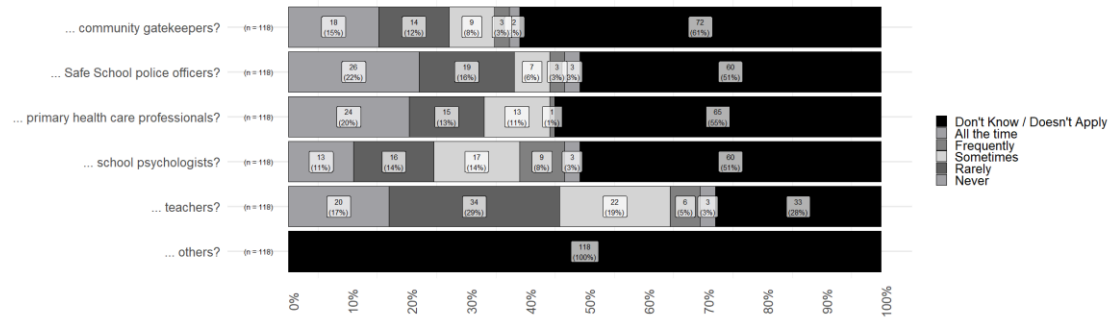 ... community gatekeepers? (n = 118) 18 14 9 3 2 72
(15%) (12%) (8%) (3%) (61%)
... Safe School police officers? (n = 118) 26 19 7 3 3 60
(22%) (16%) (6%) (3%) 3%) (51%)
... primary health care professionals? (n = 118) 24 15 13 1 65
(20%) (13%) (11%) (1%) (55%)
... school psychologists? (n = 118) 13 16 17 9 3 60
(11%) (14%) (14%) (8%) (3%) (51%)
... teachers? (n = 118) 20 34 22 6 3 33
(17%) (29%) (19%) (5%) (3%) (28%)
... others? (n = 118) 118
(100%)
0% 10% 20% 30% 40% 50% 60% 70% 80% 90% 100%
Don't Know / Doesn't Apply
All the time
Frequently
Sometimes
Rarely
Never